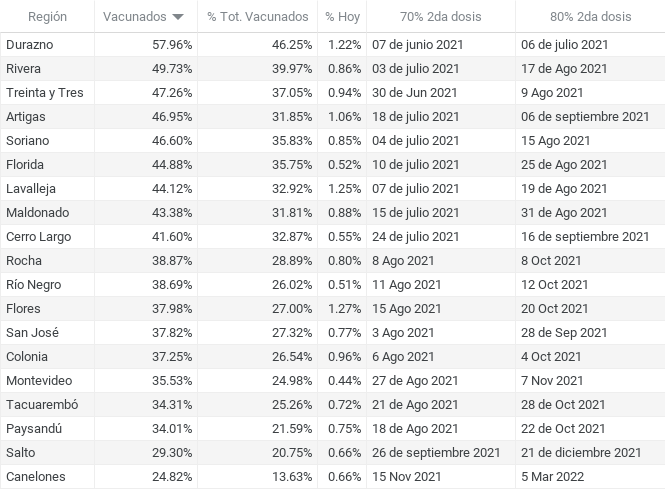 Región Vacunados % Tot. Vacunados % Hoy 70% 2da dosis 80% 2da dosis
Durazno 57.96% 46.25% 1.22% 07 de junio 2021 06 de julio 2021
Rivera 49.73% 39.97% 0.86% 03 de julio 2021 17 de Ago 2021
Treinta y Tres 47.26% 37.05% 0.94% 30 de Jun 2021 9 Ago 2021
Artigas 46.95% 31.85% 1.06% 18 de julio 2021 06 de septiembre 2021
Soriano 46.60% 35.83% 0.85% 04 de julio 2021 15 Ago 2021
Florida 44.88% 35.75% 0.52% 10 de julio 2021 25 de Ago 2021
Lavalleja 44.12% 32.92% 1.25% 07 de julio 2021 19 de Ago 2021
Maldonado 43.38% 31.81% 0.88% 15 de julio 2021 31 de Ago 2021
Cerro Largo 41.60% 32.87% 0.55% 24 de julio 2021 16 de septiembre 2021
Rocha 38.87% 28.89% 0.80% 8 Ago 2021 8 Oct 2021
Río Negro 38.69% 26.02% 0.51% 11 Ago 2021 12 Oct 2021
Flores 37.98% 27.00% 1.27% 15 Ago 2021 20 Oct 2021
San José 37.82% 27.32% 0.77% 3 Ago 2021 28 de Sep 2021
Colonia 37.25% 26.54% 0.96% 6 Ago 2021 4 Oct 2021
Montevideo 35.53% 24.98% 0.44% 27 de Ago 2021 7 Nov 2021
Tacuarembó 34.31% 25.26% 0.72% 21 de Ago 2021 28 de Oct 2021
Paysandú 34.01% 21.59% 0.75% 18 de Ago 2021 22 de Oct 2021
Salto 29.30% 20.75% 0.66% 26 de septiembre 2021 21 de diciembre 2021
Canelones 24.82% 13.63% 0.66% 15 Nov 2021 5 Mar 2022